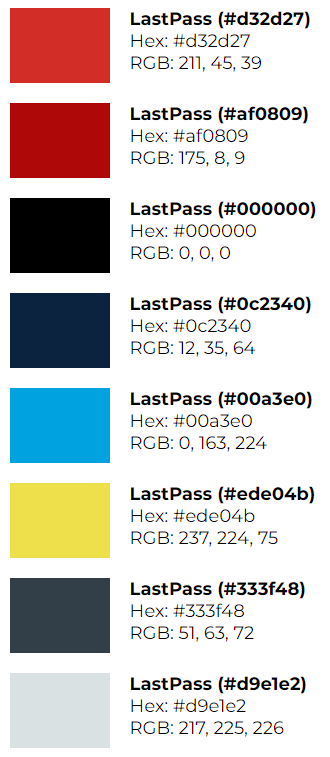 LastPass (#d32d27)
Hex: #d32d27
RGB: 211, 45, 39
LastPass (#af0809)
Hex: #af0809
RGB: 175, 8, 9
LastPass (#000000)
Hex: #000000
RGB: 0, 0, 0
LastPass (#0c2340)
Hex: #0c2340
RGB: 12, 35, 64
LastPass (#00a3e0)
Hex: #00a3e0
RGB: 0, 163, 224
LastPass (#ede04b)
Hex: #ede04b
RGB: 237, 224, 75
LastPass (#333f48)
Hex: #333f48
RGB: 51, 63, 72
LastPass (#d9e1e2)
Hex: #d9e1e2
RGB: 217, 225, 226